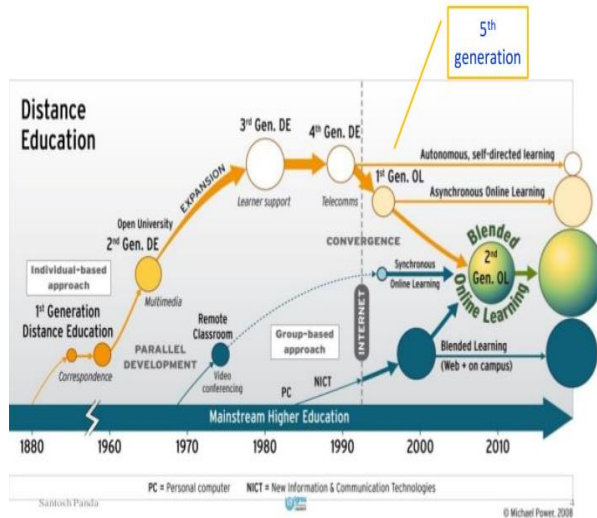 5th
generation
Distance
Education
3rd Gen. DE
4th Gen. DE
Autonomous, self-directed learning
1st Gen. OL
Asynchronous Online Learning
EXPANSION
Learner support
Telecomms
Open University
2nd Gen. DE
CONVERGENCE
Blended
2nd
Gen. OL
Online Learning
Individual-based
approach
Multimedia
Synchronous
Online Learning
1st Generation
Distance Education
Remote
Classroom
Group-based
approach
INTERNET
Correspondence
PARALLEL
DEVELOPMENT
Video
conferencing
Blended Learning
(Web + on campus)
PC
NICT
Mainstream Higher Education
1880 1960 1970 1980 1990 2000 2010
PC = Personal computer NICT = New Information & Communication Technologies
Santosh Panda
4
© Michael Power, 2008